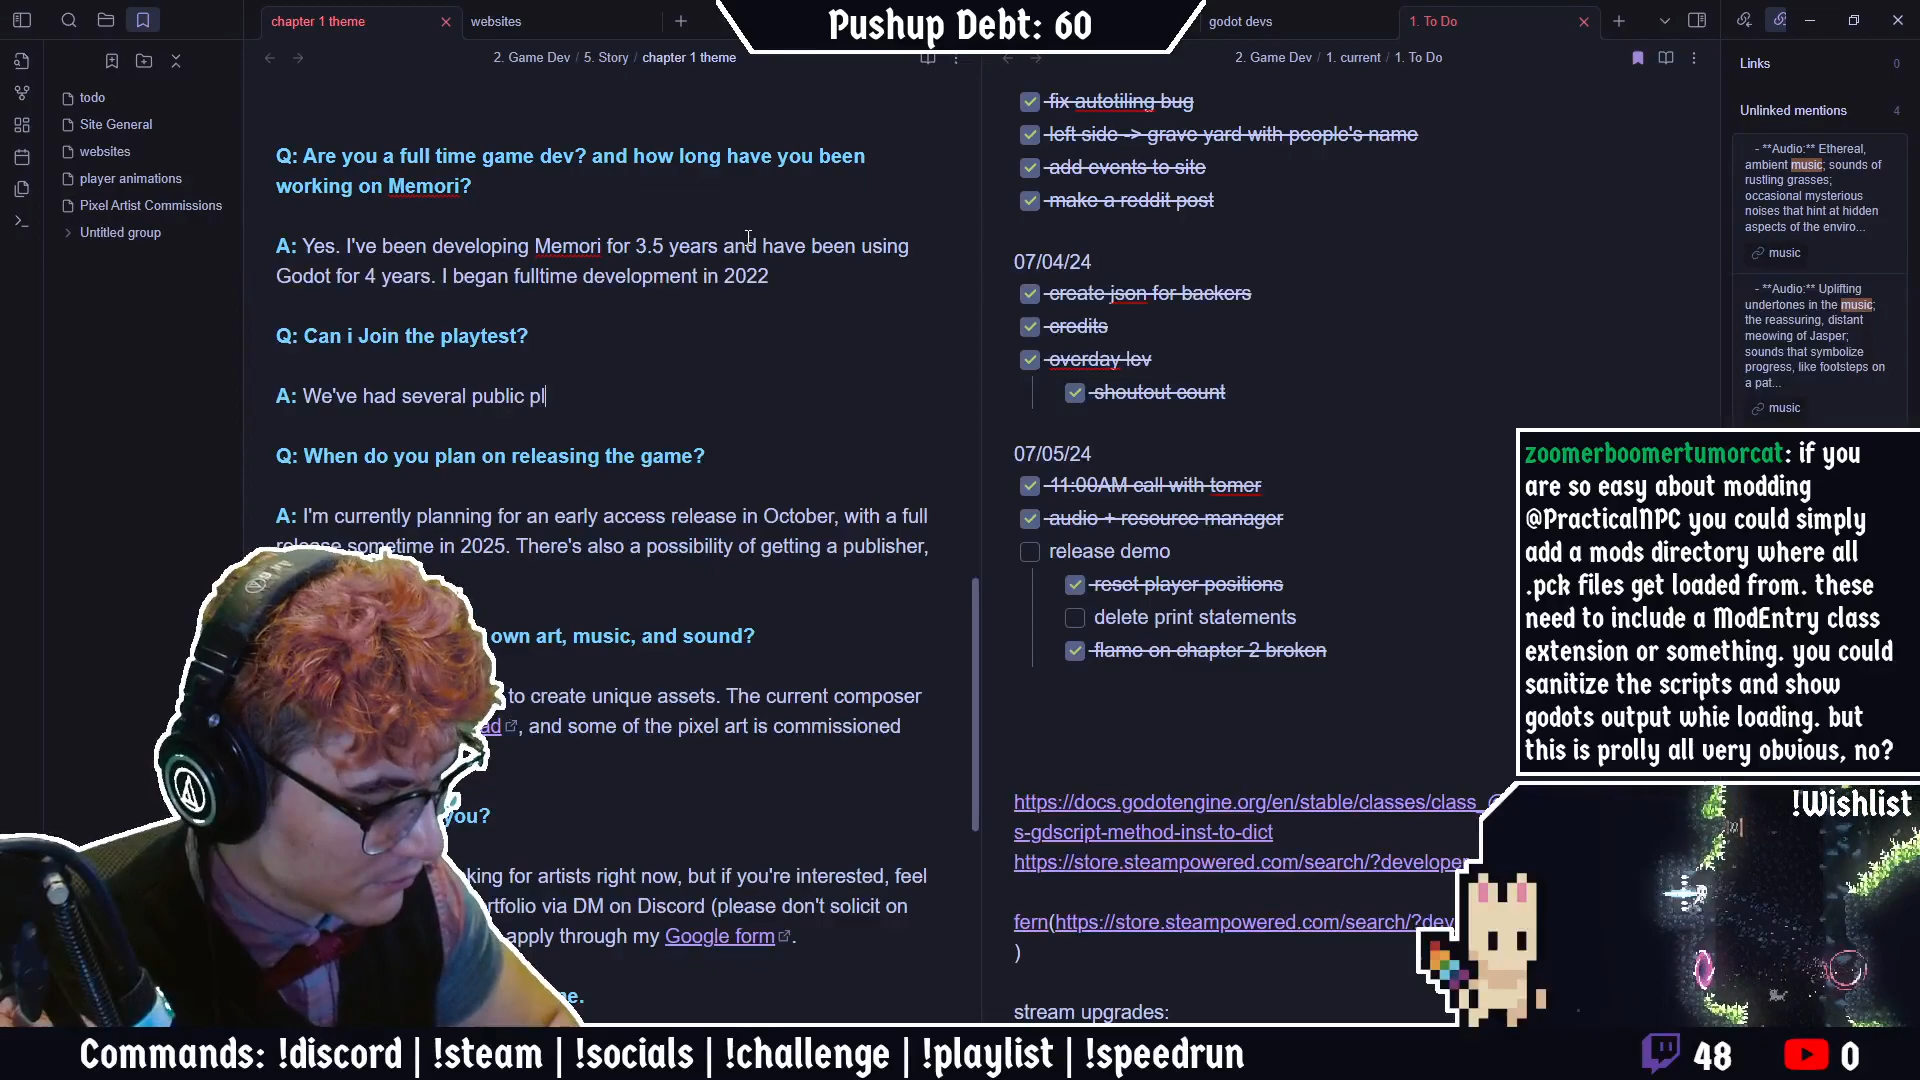 chapter 1 theme
websites
Pushup Debt: 60
godot devs
1. To Do
2. Game Dev / 5. Story / chapter 1 theme
2. Game Dev / 1. current / 1. To Do
todo
Site General
websites
player animations
Pixel Artist Commissions
Untitled group
Q: Are you a full time game dev? and how long have you been
working on Memori?
A: Yes. I've been developing Memori for 3.5 years and have been using
Godot for 4 years. I began fulltime development in 2022
Q: Can i Join the playtest?
A: We've had several public pl
Q: When do you plan on releasing the game?
A: I'm currently planning for an early access release in October, with a full
release sometime in 2025. There's also a possibility of getting a publisher,
own art, music, and sound?
to create unique assets. The current composer
, and some of the pixel art is commissioned
you?
king for artists right now, but if you're interested, feel
rtfolio via DM on Discord (please don't solicit on
apply through my Google form.
fix autotiling bug
left side -> grave yard with people's name
add events to site
make a reddit post
07/04/24
create json for backers
credits
overday lev
shoutout count
07/05/24
11:00AM call with tomer
audio + resource manager
release demo
reset player positions
delete print statements
flame on chapter 2 broken
https://docs.godotengine.org/en/stable/classes/class_
s-gdscript-method-inst-to-dict
https://store.steampowered.com/search/?developer
fern(https://store.steampowered.com/search/?dev
)
stream upgrades:
Links
0
Unlinked mentions
4
- **Audio:** Ethereal,
ambient music; sounds of
rustling grasses;
occasional mysterious
noises that hint at hidden
aspects of the enviro...
music
- **Audio:** Uplifting
undertones in the music;
the reassuring, distant
meowing of Jasper;
sounds that symbolize
progress, like footsteps on
a pat...
music
zoomerboomertumorcat: if you
are so easy about modding
@PracticalNPC you could simply
add a mods directory where all
.pck files get loaded from. these
need to include a ModEntry class
extension or something. you could
sanitize the scripts and show
godots output whie loading. but
this is prolly all very obvious, no?
!Wishlist
Commands: !discord | !steam | !socials | !challenge | !playlist | !speedrun
48
0